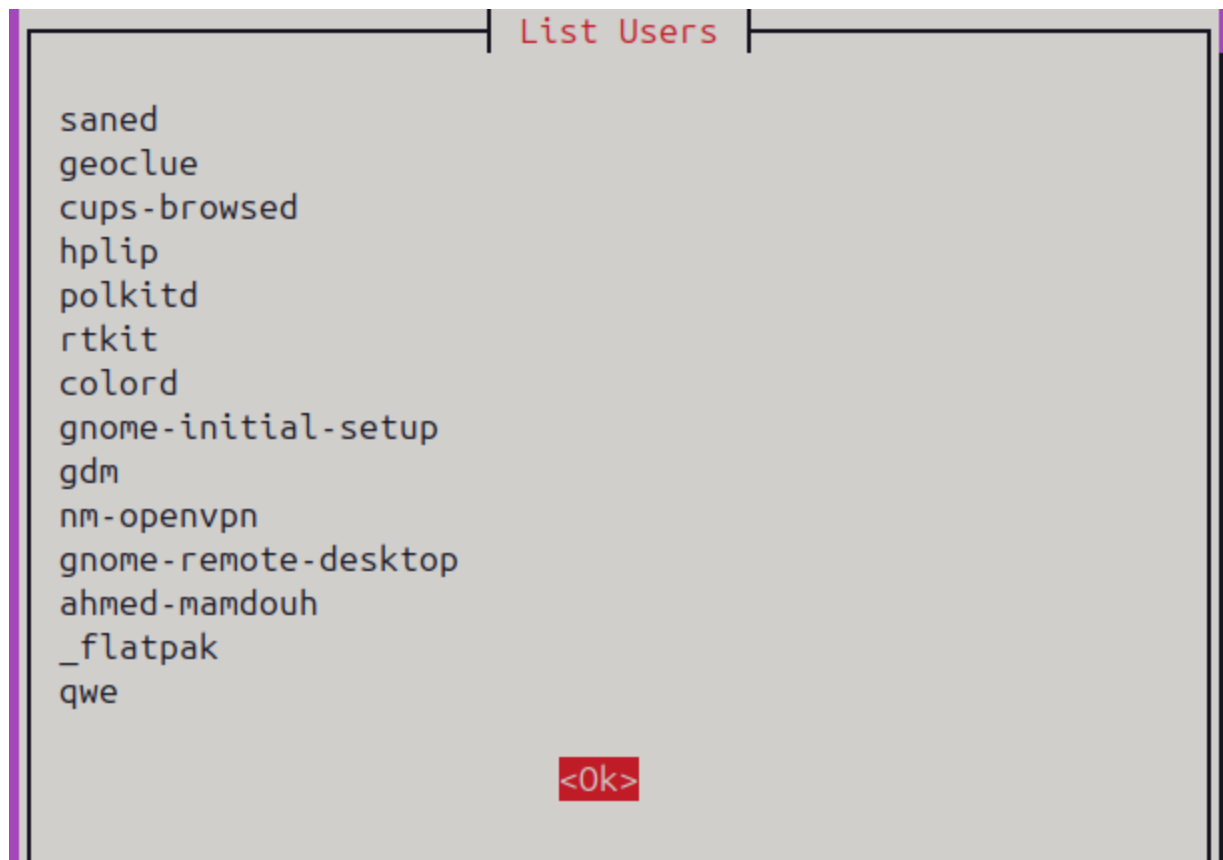 List Users
saned
geoclue
cups-browsed
hplip
polkitd
rtkit
colord
gnome-initial-setup
gdm
nm-openvpn
gnome-remote-desktop
ahmed-mamdouh
_flatpak
qwe
<Ok>